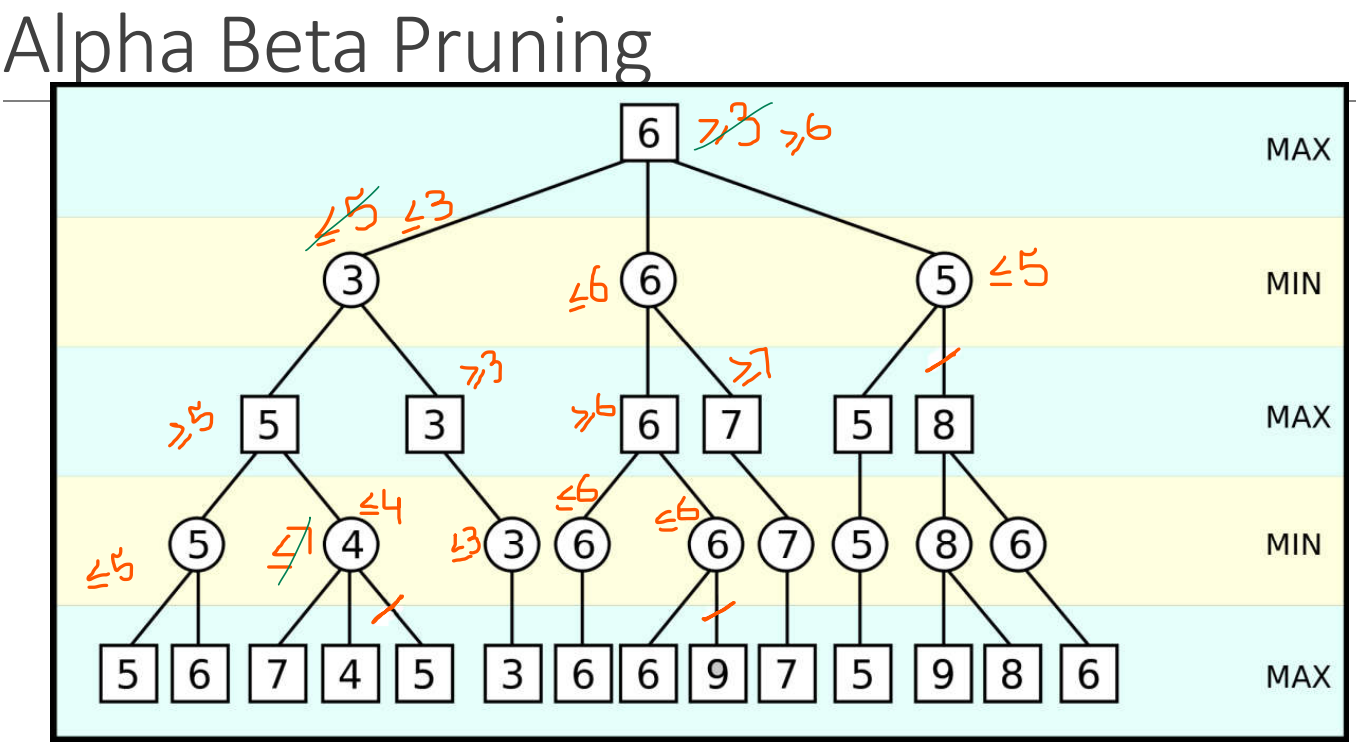 Alpha Beta Pruning
6 ≥3 ≥6 MAX
≤5 ≤3
3 ≤6 6 5 ≤5 MIN
≥3 ≥7
≥5 5 3 ≥6 6 7 5 8 MAX
≤4 ≤6 ≤6
≤5 5 ≤7 4 ≤3 3 6 6 7 5 8 6 MIN
5 6 7 4 5 3 6 6 9 7 5 9 8 6 MAX